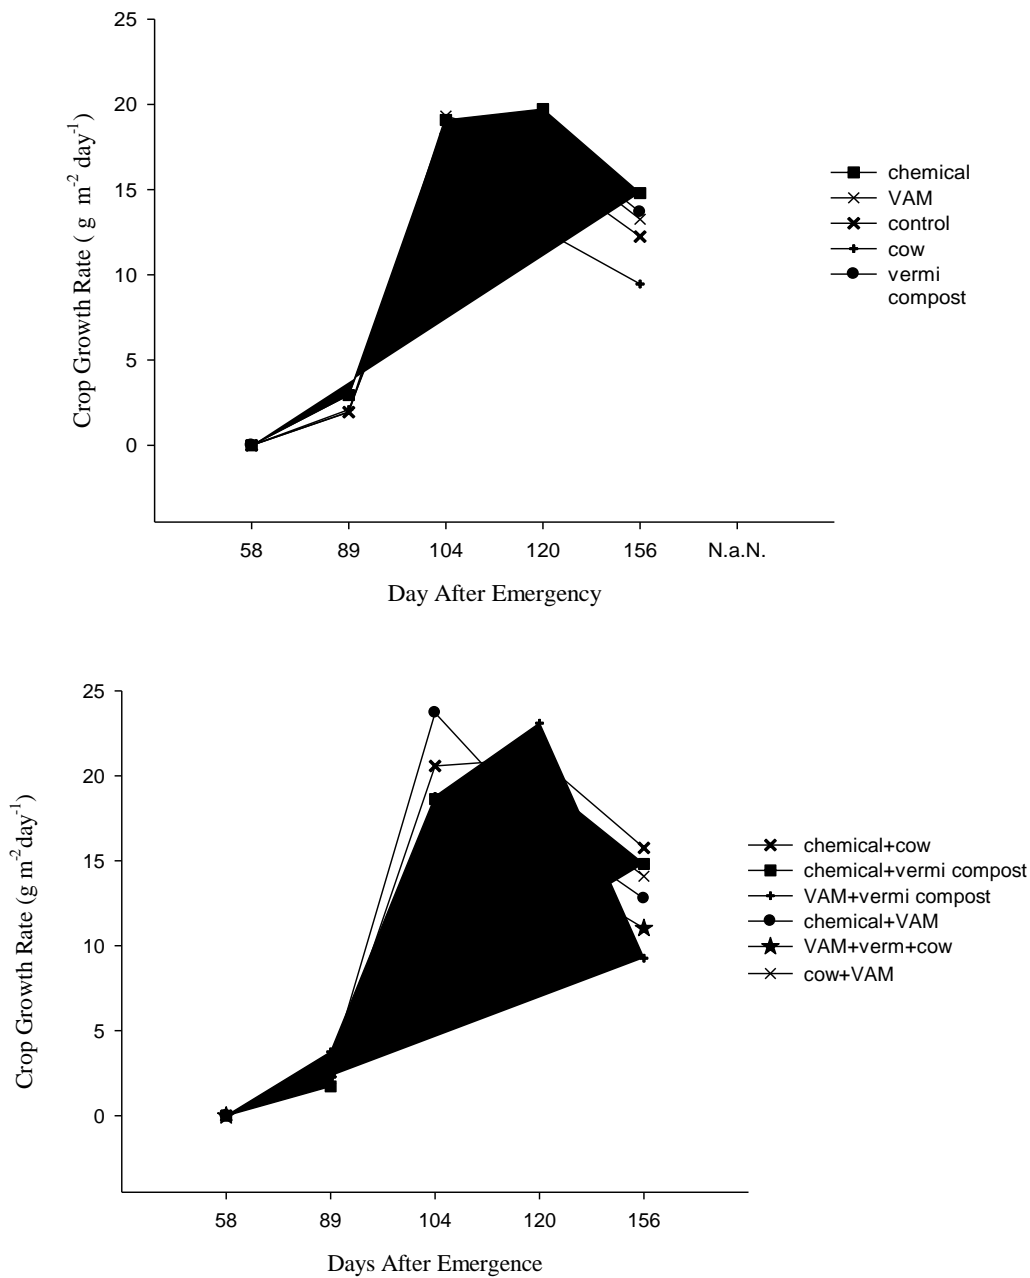 25
20
15
10
5
0
Crop Growth Rate ( g m-2 day-1)
chemical
VAM
control
cow
vermi
compost
58 89 104 120 156 N.a.N.
Day After Emergency
25
20
15
10
5
0
Crop Growth Rate (g m-2day-1)
chemical+cow
chemical+vermi compost
VAM+vermi compost
chemical+VAM
VAM+verm+cow
cow+VAM
58 89 104 120 156
Days After Emergence